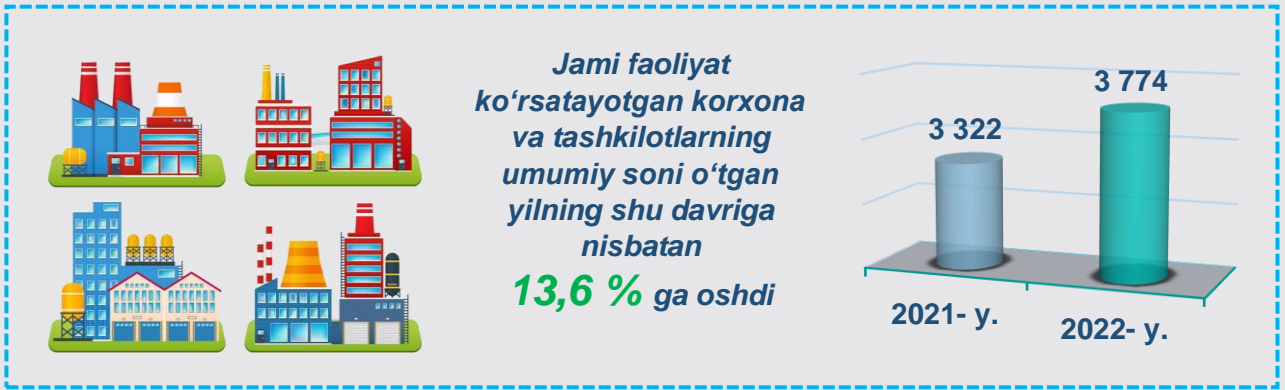 Jami faoliyat
ko‘rsatayotgan korxona
va tashkilotlarning
umumiy soni o‘tgan
yilning shu davriga
nisbatan
13,6 % ga oshdi
3 322
3 774
2021- y.
2022- y.